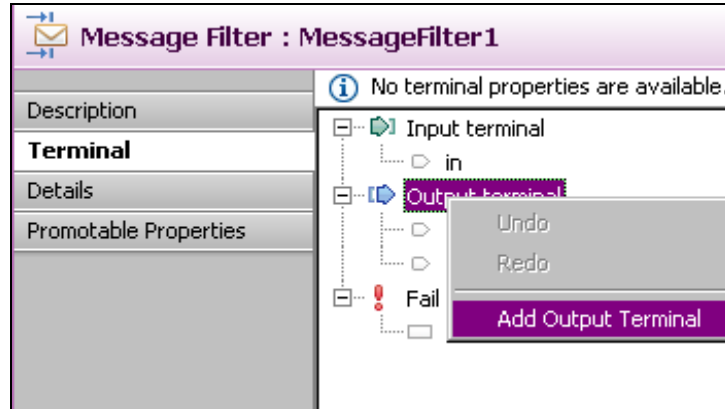 Message Filter : MessageFilter1
No terminal properties are available.
Description
Terminal
Details
Promotable Properties
Input terminal
in
Output terminal
Undo
Redo
Fail
Add Output Terminal